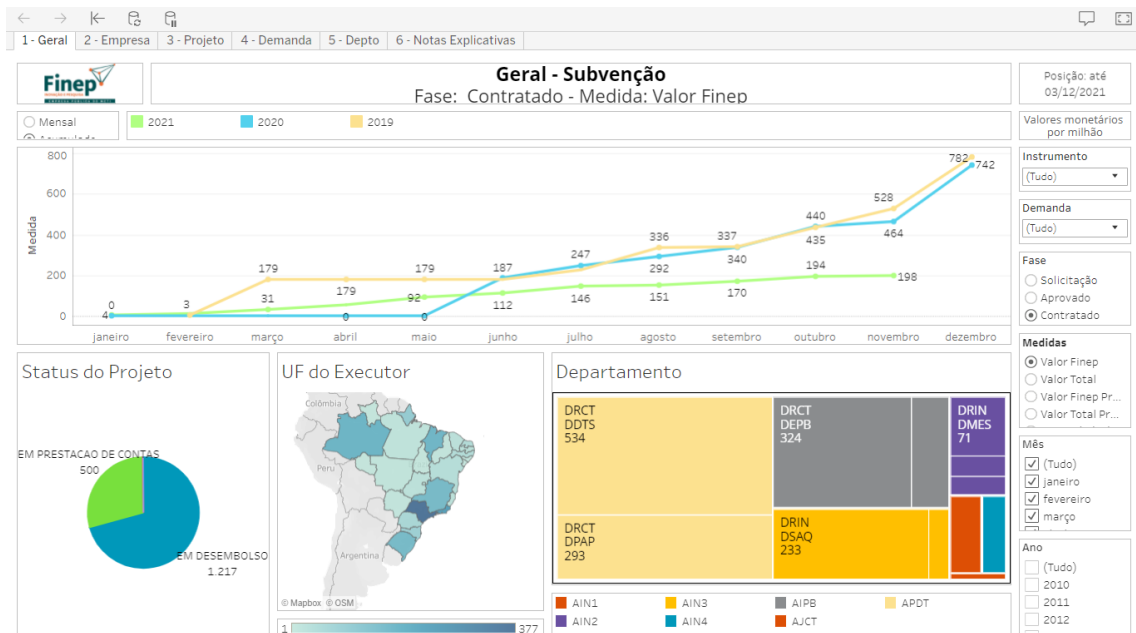 1 - Geral
2 - Empresa
3 - Projeto
4 - Demanda
5 - Depto
6 - Notas Explicativas
Finep
Geral - Subvenção
Fase: Contratado - Medida: Valor Finep
Posição: até
03/12/2021
Mensal
Acumulado
2021
2020
2019
Valores monetários
por milhão
800
600
400
200
0
Medida
0
4
3
179
31
179
0
179
92
0
187
112
247
146
336
292
151
337
340
170
440
435
194
528
464
198
782
742
janeiro
fevereiro
março
abril
maio
junho
julho
agosto
setembro
outubro
novembro
dezembro
Instrumento
(Tudo)
Demanda
(Tudo)
Fase
Solicitação
Aprovado
Contratado
Medidas
Valor Finep
Valor Total
Valor Finep Pr...
Valor Total Pr...
Mês
(Tudo)
janeiro
fevereiro
março
Ano
(Tudo)
2010
2011
2012
Status do Projeto
EM PRESTACAO DE CONTAS
500
EM DESEMBOLSO
1.217
UF do Executor
Colômbia
Peru
Argentina
© Mapbox © OSM
1
377
Departamento
DRCT
DDTS
534
DRCT
DPAP
293
DRCT
DEPB
324
DRIN
DSAQ
233
DRIN
DMES
71
AIN1
AIN3
AIPB
APDT
AIN2
AIN4
AJCT